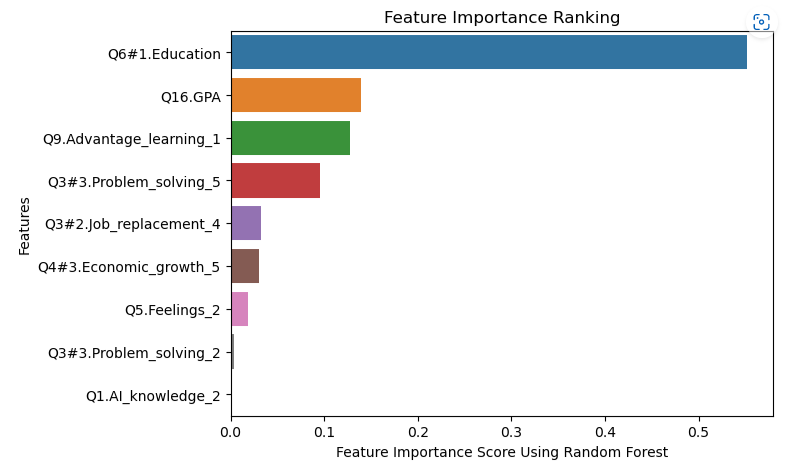 Feature Importance Ranking
Q6#1.Education
Q16.GPA
Q9.Advantage_learning_1
Q3#3.Problem_solving_5
Q3#2.Job_replacement_4
Q4#3.Economic_growth_5
Q5.Feelings_2
Q3#3.Problem_solving_2
Q1.AI_knowledge_2
Features
0.0 0.1 0.2 0.3 0.4 0.5
Feature Importance Score Using Random Forest